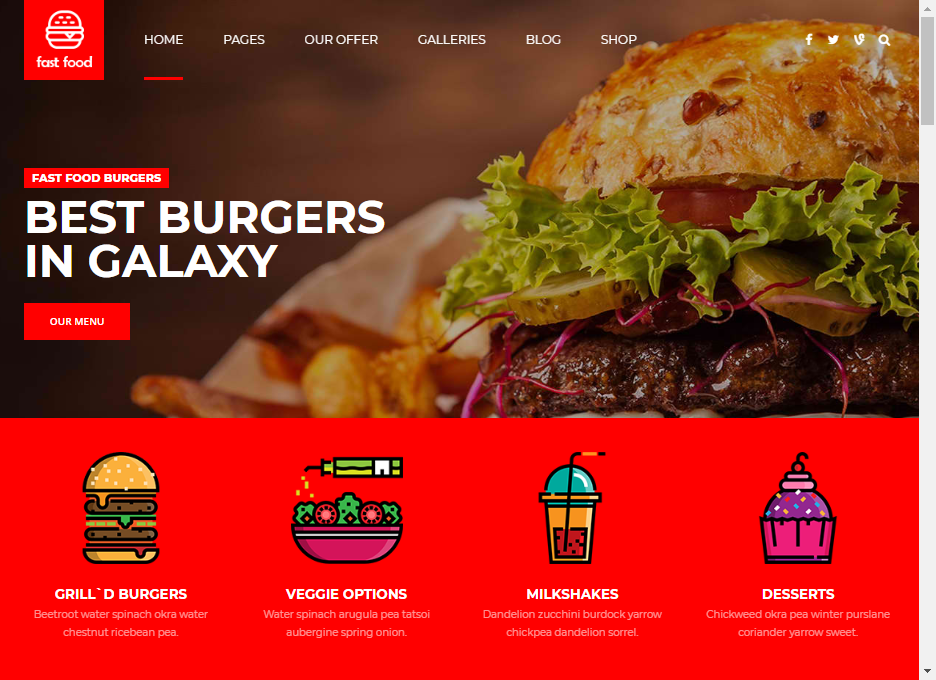 fast food
HOME PAGES OUR OFFER GALLERIES BLOG SHOP
FAST FOOD BURGERS
BEST BURGERS
IN GALAXY
OUR MENU
GRILL`D BURGERS
Beetroot water spinach okra water
chestnut ricebean pea.
VEGGIE OPTIONS
Water spinach arugula pea tatsoi
aubergine spring onion.
MILKSHAKES
Dandelion zucchini burdock yarrow
chickpea dandelion sorrel.
DESSERTS
Chickweed okra pea winter purslane
coriander yarrow sweet.